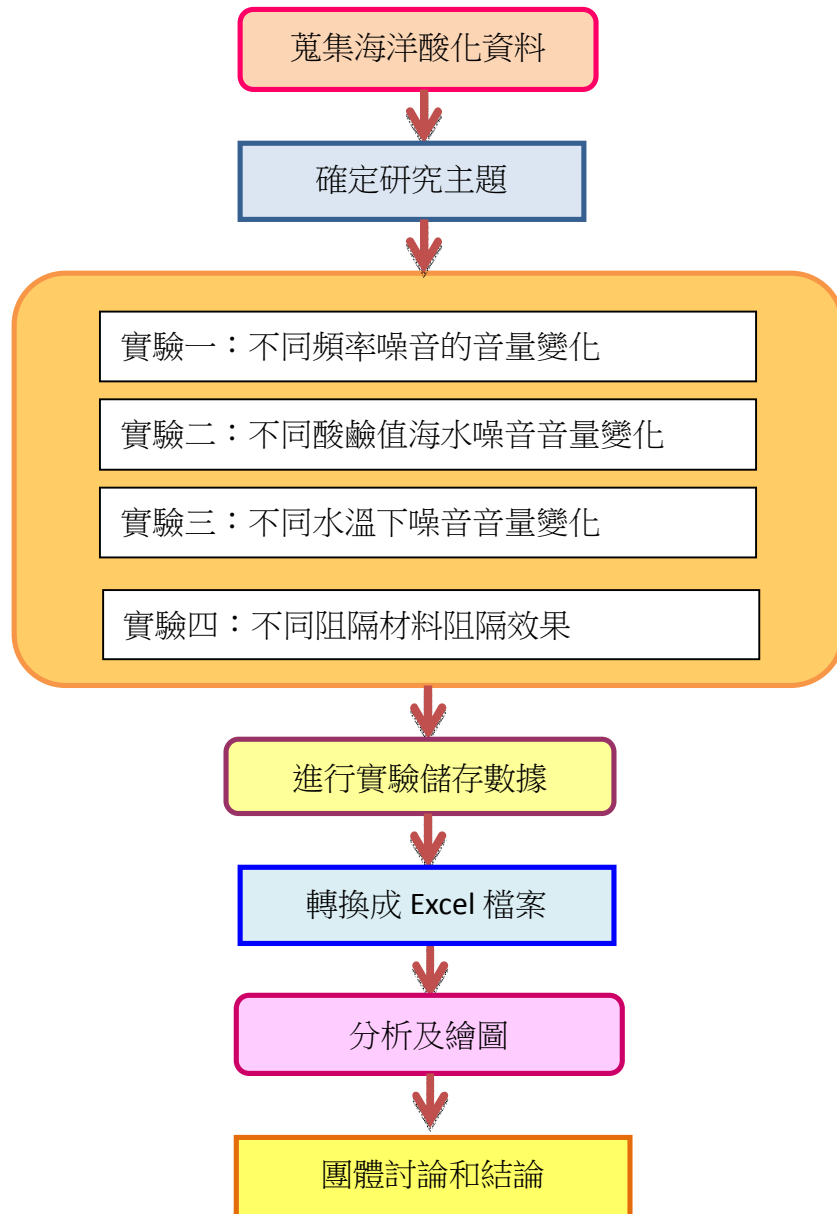 蒐集海洋酸化資料
確定研究主題
實驗一：不同頻率噪音的音量變化
實驗二：不同酸鹼值海水噪音音量變化
實驗三：不同水溫下噪音音量變化
實驗四：不同阻隔材料阻隔效果
進行實驗儲存數據
轉換成 Excel 檔案
分析及繪圖
團體討論和結論